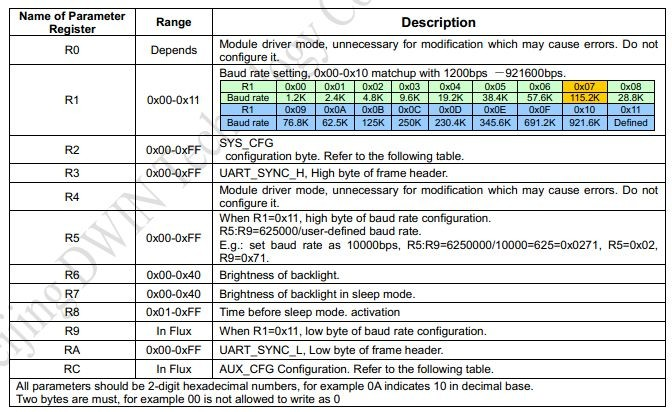 Name of Parameter Register Range Description
R0 Depends Module driver mode, unnecessary for modification which may cause errors. Do not
configure it.
R1 0x00-0x11 Baud rate setting, 0x00-0x10 matchup with 1200bps －921600bps.
R1 0x00 0x01 0x02 0x03 0x04 0x05 0x06 0x07 0x08
Baud rate 1.2K 2.4K 4.8K 9.6K 19.2K 38.4K 57.6K 115.2K 28.8K
R1 0x09 0x0A 0x0B 0x0C 0x0D 0x0E 0x0F 0x10 0x11
Baud rate 76.8K 62.5K 125K 250K 230.4K 345.6K 691.2K 921.6K Defined
R2 0x00-0xFF SYS_CFG
configuration byte. Refer to the following table.
R3 0x00-0xFF UART_SYNC_H, High byte of frame header.
R4 Module driver mode, unnecessary for modification which may cause errors. Do not
configure it.
R5 0x00-0xFF When R1=0x11, high byte of baud rate configuration.
R5:R9=625000/user-defined baud rate.
E.g.: set baud rate as 10000bps, R5:R9=6250000/10000=625=0x0271, R5=0x02,
R9=0x71.
R6 0x00-0x40 Brightness of backlight.
R7 0x00-0x40 Brightness of backlight in sleep mode.
R8 0x01-0xFF Time before sleep mode. activation
R9 In Flux When R1=0x11, low byte of baud rate configuration.
RA 0x00-0xFF UART_SYNC_L, Low byte of frame header.
RC In Flux AUX_CFG Configuration. Refer to the following table.
All parameters should be 2-digit hexadecimal numbers, for example 0A indicates 10 in decimal base.
Two bytes are must, for example 00 is not allowed to write as 0